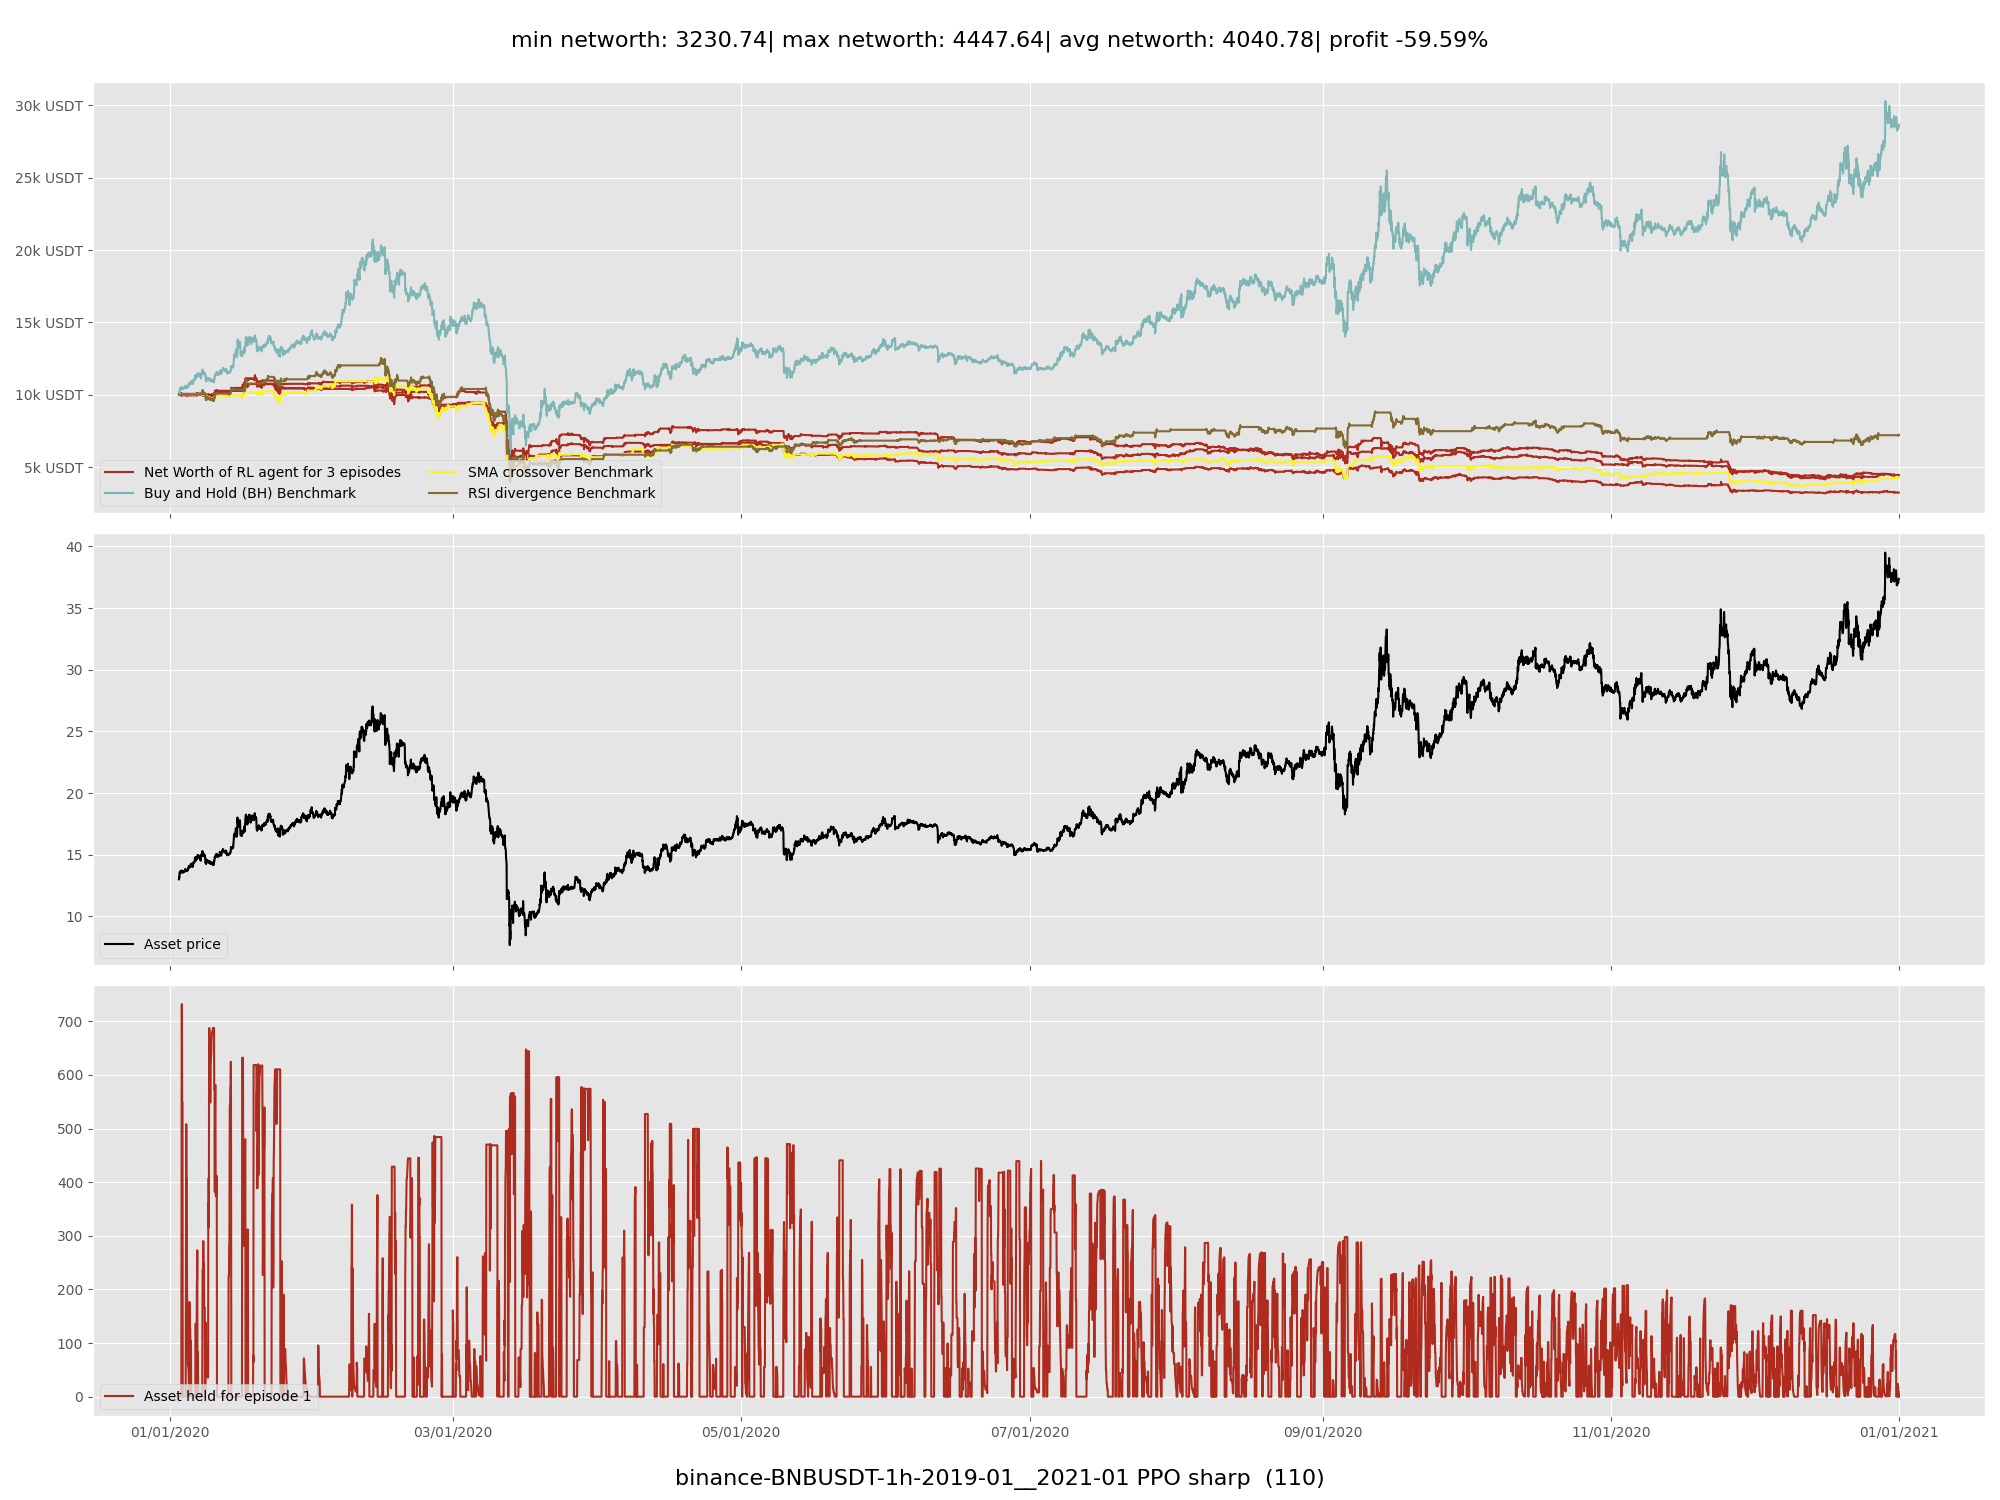 min networth: 3230.74| max networth: 4447.64| avg networth: 4040.78| profit -59.59%
30k USDT
25k USDT
20k USDT
15k USDT
10k USDT
5k USDT
Net Worth of RL agent for 3 episodes
Buy and Hold (BH) Benchmark
SMA crossover Benchmark
RSI divergence Benchmark
40
35
30
25
20
15
10
Asset price
700
600
500
400
300
200
100
0
Asset held for episode 1
01/01/2020 03/01/2020 05/01/2020 07/01/2020 09/01/2020 11/01/2020 01/01/2021
binance-BNBUSDT-1h-2019-01__2021-01 PPO sharp (110)